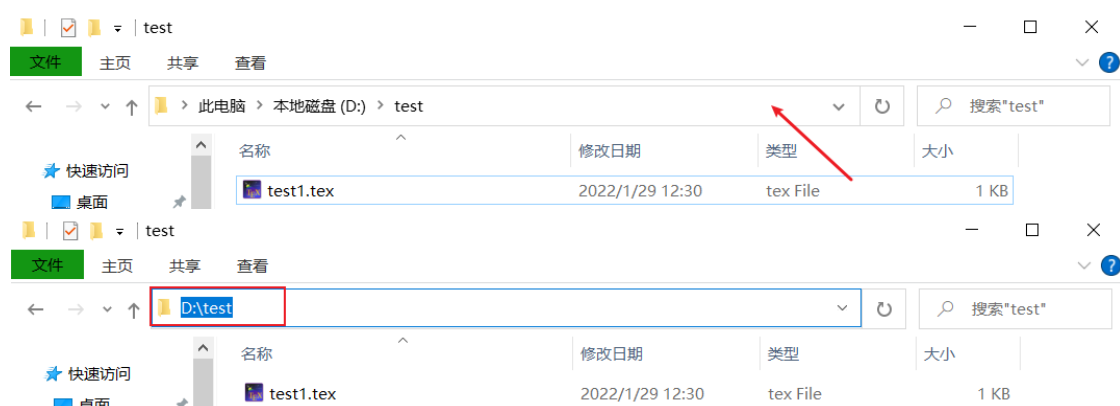 test
文件 主页 共享 查看
此电脑 > 本地磁盘 (D:) > test 搜索"test"
名称 修改日期 类型 大小
快速访问
test1.tex 2022/1/29 12:30 tex File 1 KB
桌面
test
文件 主页 共享 查看
D:\test 搜索"test"
名称 修改日期 类型 大小
快速访问
test1.tex 2022/1/29 12:30 tex File 1 KB
桌面